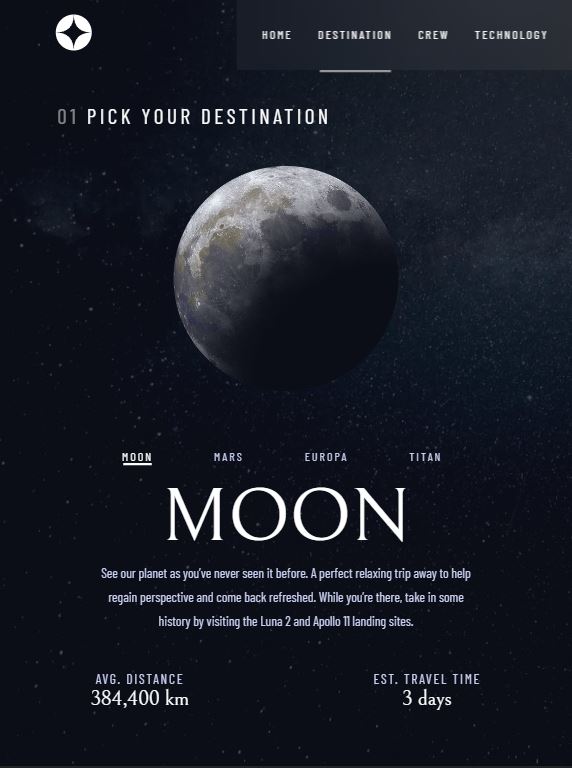 HOME DESTINATION CREW TECHNOLOGY
01 PICK YOUR DESTINATION
MOON MARS EUROPA TITAN
MOON
See our planet as you've never seen it before. A perfect relaxing trip away to help
regain perspective and come back refreshed. While you're there, take in some
history by visiting the Luna 2 and Apollo 11 landing sites.
AVG. DISTANCE EST. TRAVEL TIME
384,400 km 3 days